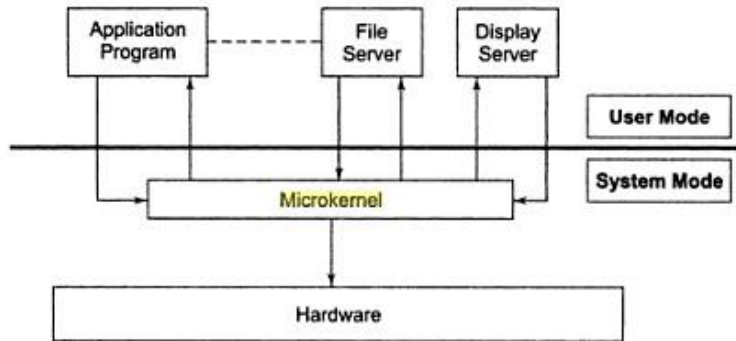 Application
Program
File
Server
Display
Server
User Mode
System Mode
Microkernel
Hardware